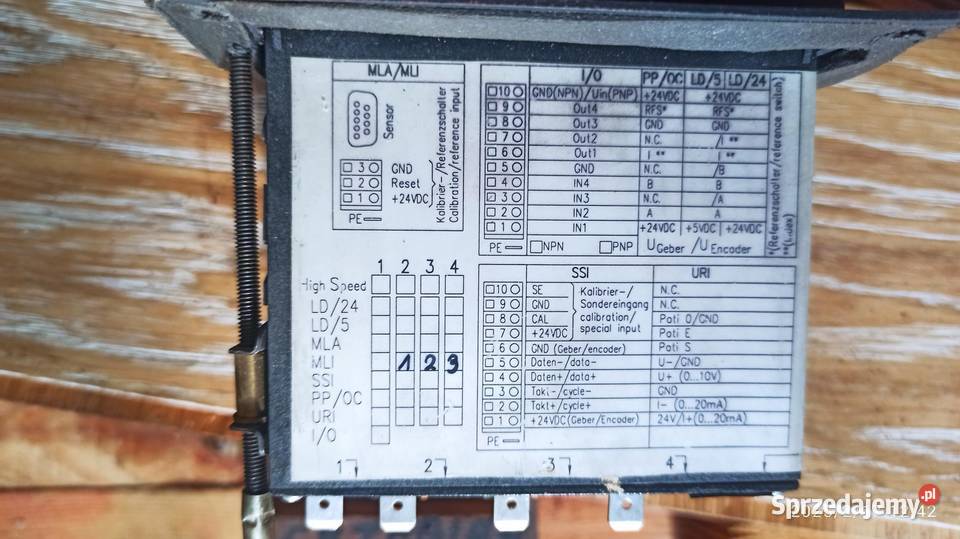 MLA/MLI
Sensor
3 GND
2 Reset
1 +24VDC
PE
Kalibrier-/Referenzschalter
Calibration/reference input
I/O PP/OC LD/5 LD/24
10 GND(NPN)/Uin(PNP) +24VDC +24VDC
9 Out4 RFS* RFS*
8 Out3 GND GND
7 Out2 N.C. /I **
6 Out1 I ** I **
5 GND N.C. /B
4 IN4 B B
3 IN3 N.C. /A
2 IN2 A A
1 IN1 +24VDC +5VDC +24VDC
PE NPN PNP UGeber /UEncoder
*(Referenzschalter/reference switch)
**(Index)
1 2 3 4
High Speed
LD/24
LD/5
MLA
MLI 1 2 3
SSI
PP/OC
URI
I/O
SSI URI
10 SE N.C.
9 GND N.C.
8 CAL Poti 0/GND
7 +24VDC Poti E
Kalibrier-/
Sondereingang
calibration/
special input
6 GND (Geber/encoder) Poti S
5 Daten-/data- U-/GND
4 Daten+/data+ U+ (0...10V)
3 Takt-/cycle- GND
2 Takt+/cycle+ I- (0...20mA)
1 +24VDC(Geber/Encoder) 24V/I+(0...20mA)
PE
1 2 3 4
Sprzedajemy.pl